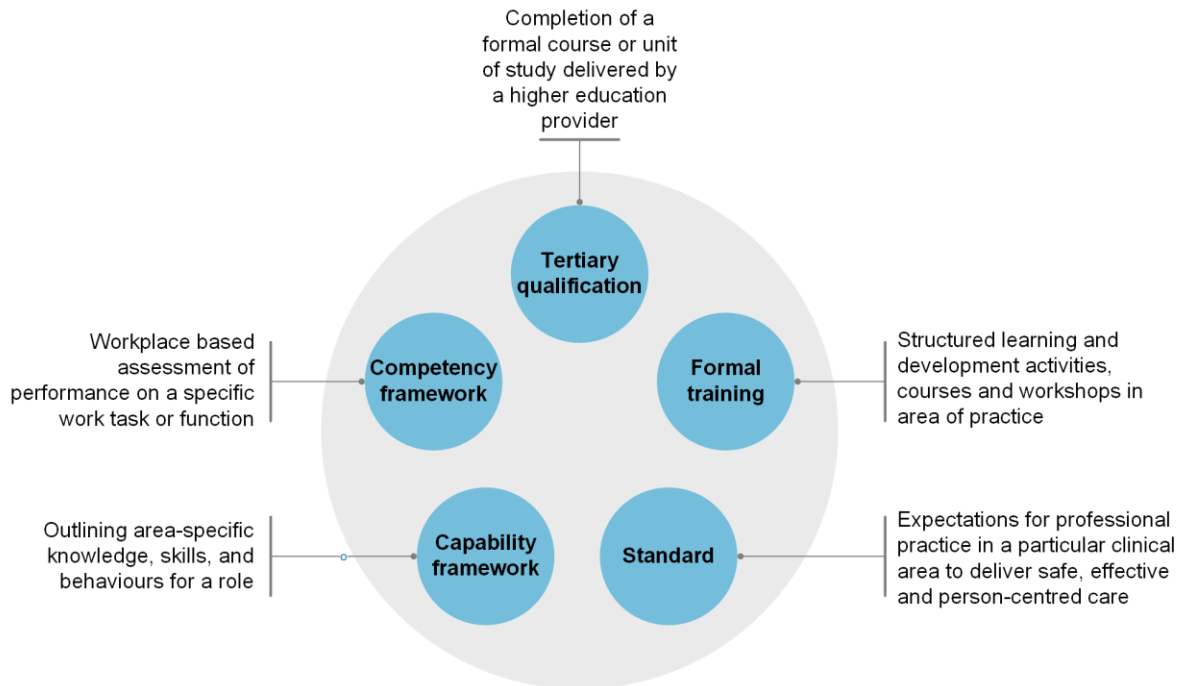 Completion of a
formal course or unit
of study delivered by
a higher education
provider
Tertiary
qualification
Workplace based
assessment of
performance on a specific
work task or function
Competency
framework
Formal
training
Structured learning and
development activities,
courses and workshops in
area of practice
Outlining area-specific
knowledge, skills, and
behaviours for a role
Capability
framework
Standard
Expectations for professional
practice in a particular clinical
area to deliver safe, effective
and person-centred care